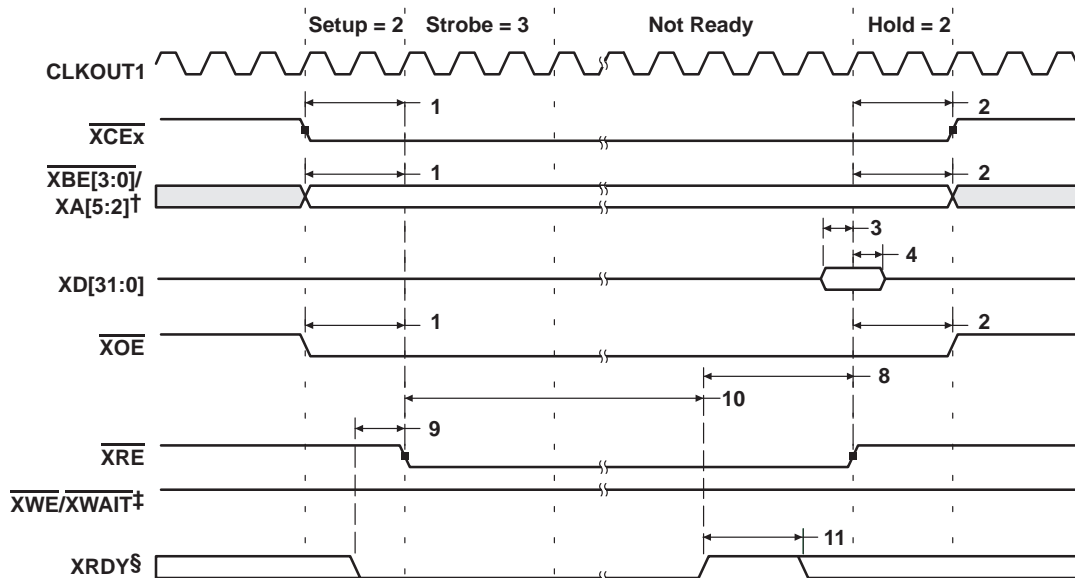 Setup = 2 Strobe = 3 Not Ready Hold = 2
CLKOUT1
1 2
XCEx
XBE[3:0]/ 1 2
XA[5:2]†
3
4
XD[31:0]
1 2
XOE
8
10
9
XRE
XWE/XWAIT‡
11
XRDY§